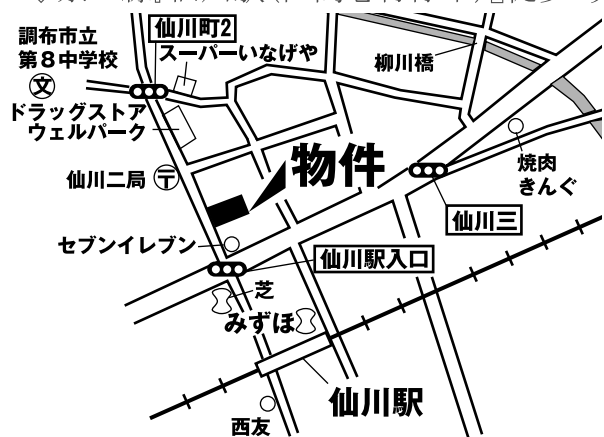 仙川町2
調布市立
第8中学校
スーパーいなげや
柳川橋
文
ドラッグストア
ウェルパーク
物件
焼肉
きんぐ
仙川二局
〒
仙川三
セブンイレブン
仙川駅入口
芝
みずほ
仙川駅
西友